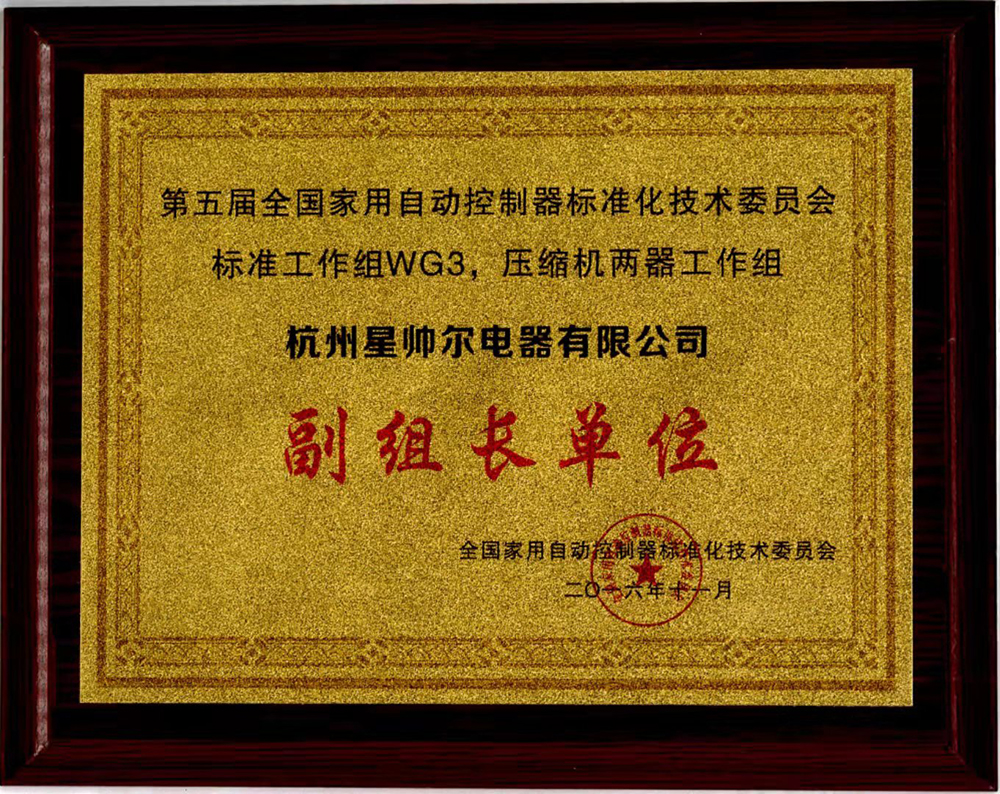 第五届全国家用自动控制器标准化技术委员会
标准工作组WG3，压缩机两器工作组
杭州星帅尔电器有限公司
副组长单位
全国家用自动控制器标准化技术委员会
二〇一六年十一月